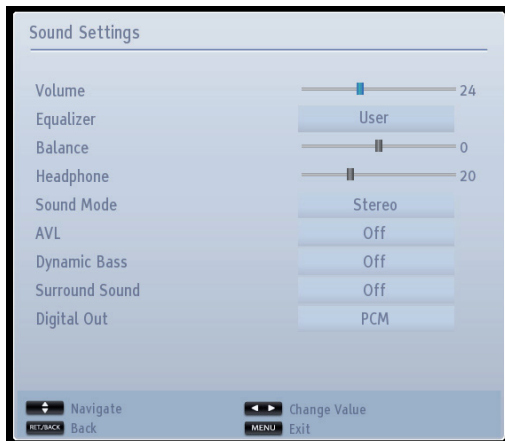 Sound Settings
Volume 24
Equalizer User
Balance 0
Headphone 20
Sound Mode Stereo
AVL Off
Dynamic Bass Off
Surround Sound Off
Digital Out PCM
Navigate Change Value
RET./BACK Back MENU Exit